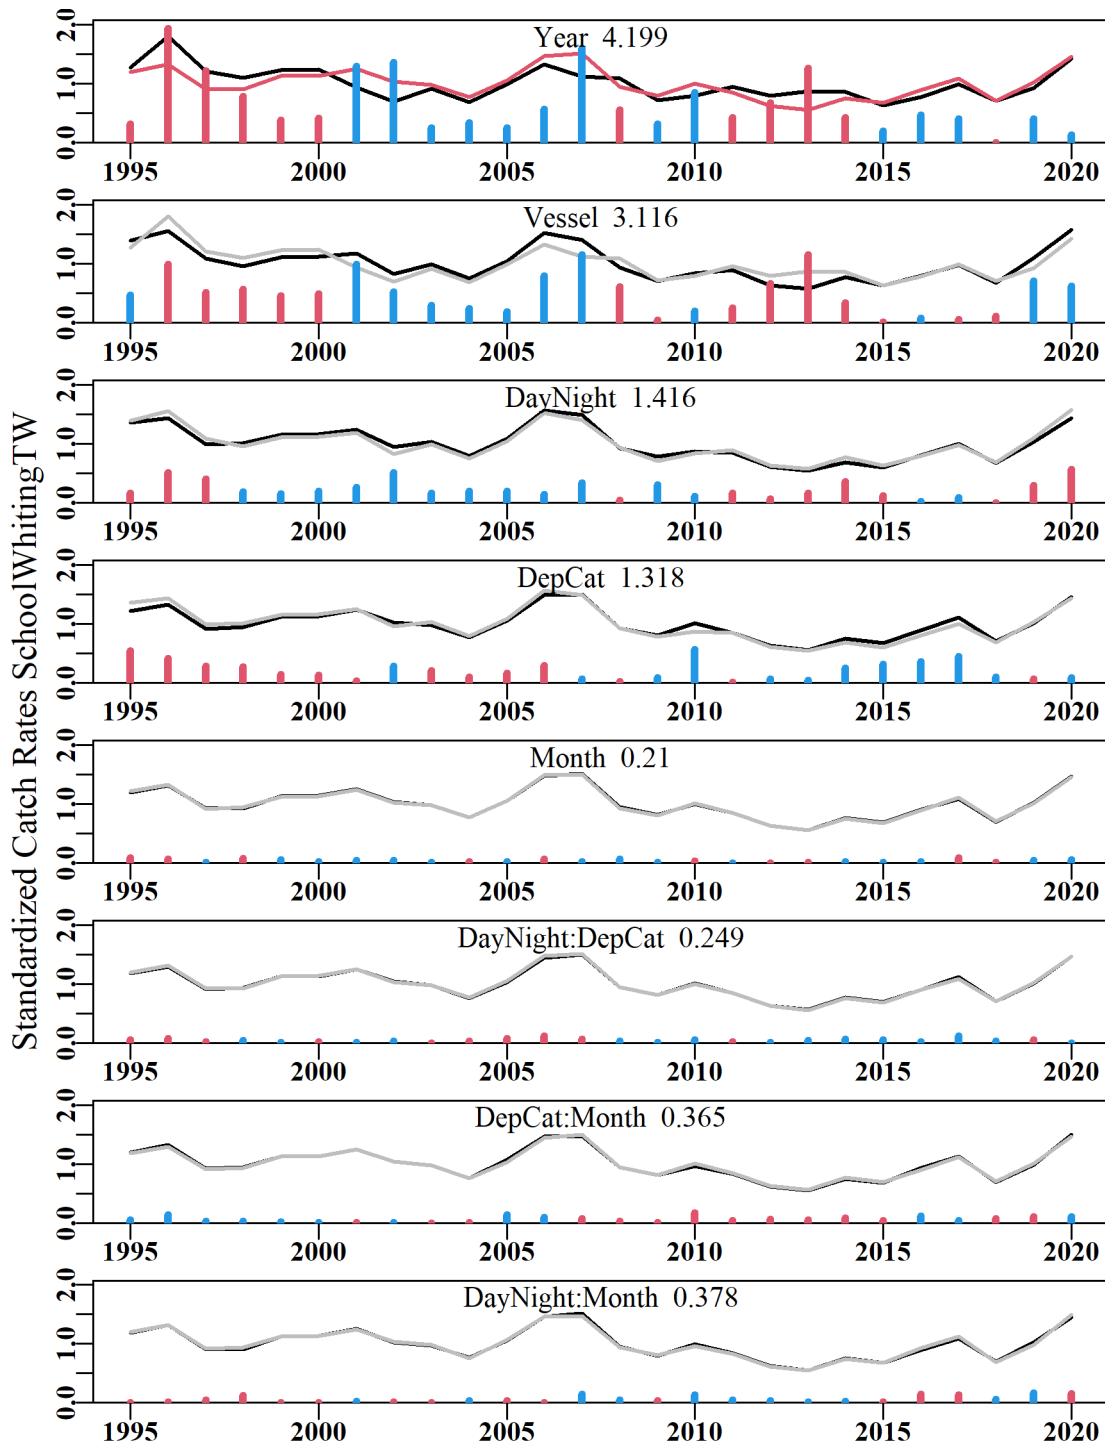 Standardized Catch Rates SchoolWhitingTW
Year 4.199
0.0 1.0 2.0
1995 2000 2005 2010 2015 2020
Vessel 3.116
0.0 1.0 2.0
1995 2000 2005 2010 2015 2020
DayNight 1.416
0.0 1.0 2.0
1995 2000 2005 2010 2015 2020
DepCat 1.318
0.0 1.0 2.0
1995 2000 2005 2010 2015 2020
Month 0.21
0.0 1.0 2.0
1995 2000 2005 2010 2015 2020
DayNight:DepCat 0.249
0.0 1.0 2.0
1995 2000 2005 2010 2015 2020
DepCat:Month 0.365
0.0 1.0 2.0
1995 2000 2005 2010 2015 2020
DayNight:Month 0.378
0.0 1.0 2.0
1995 2000 2005 2010 2015 2020